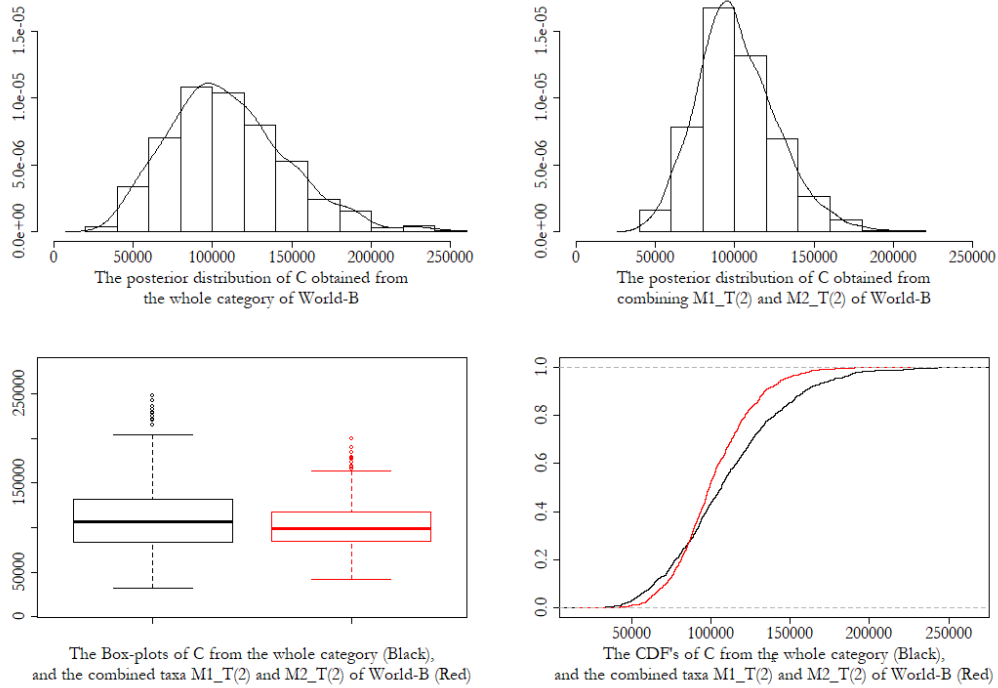 1.5e-05
1.0e-05
5.0e-06
0.0e+00
0 50000 100000 150000 200000 250000
The posterior distribution of C obtained from
the whole category of World-B
1.5e-05
1.0e-05
5.0e-06
0.0e+00
0 50000 100000 150000 200000 250000
The posterior distribution of C obtained from
combining M1_T(2) and M2_T(2) of World-B
250000
150000
50000
0
The Box-plots of C from the whole category (Black),
and the combined taxa M1_T(2) and M2_T(2) of World-B (Red)
1.0
0.8
0.6
0.4
0.2
0.0
50000 100000 150000 200000 250000
The CDF's of C from the whole category (Black),
and the combined taxa M1_T(2) and M2_T(2) of World-B (Red)